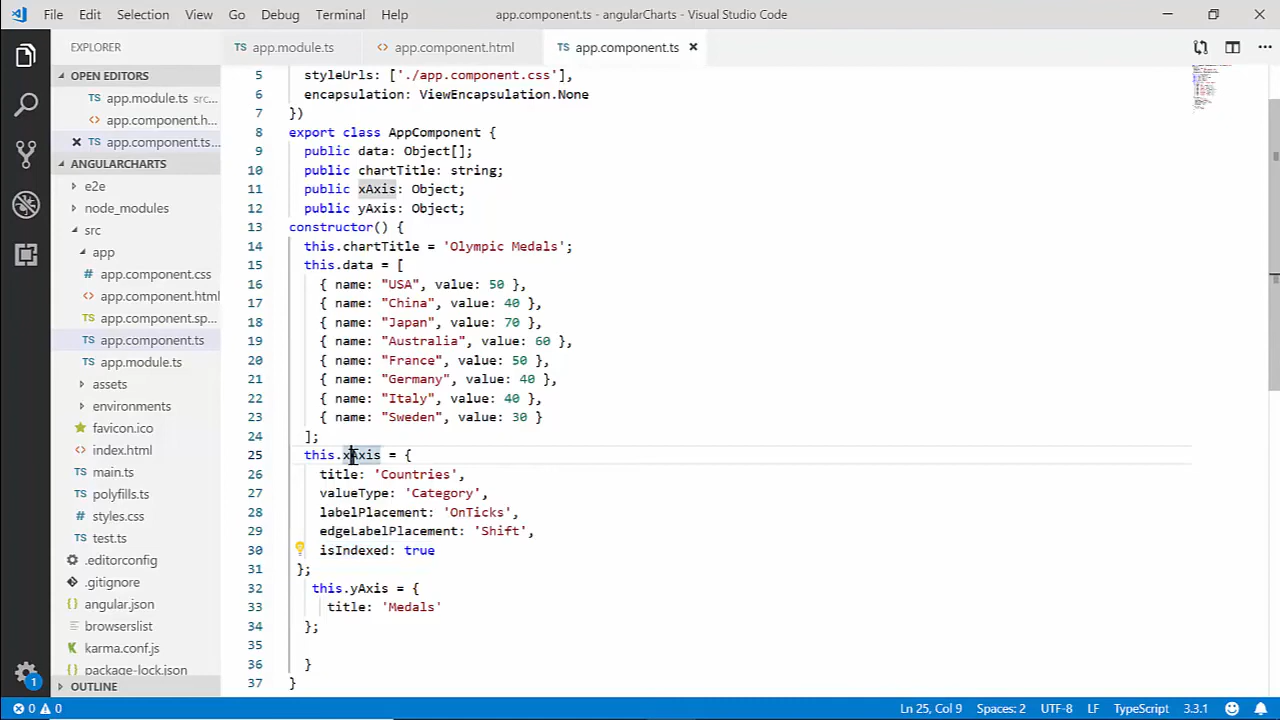 File Edit Selection View Go Debug Terminal Help app.component.ts - angularCharts - Visual Studio Code
EXPLORER
TS app.module.ts <> app.component.html TS app.component.ts ×
OPEN EDITORS
TS app.module.ts src...
<> app.component.h...
× TS app.component.ts...
ANGULARCHARTS
e2e
node_modules
src
app
app.component.css
<> app.component.html
TS app.component.sp...
TS app.component.ts
TS app.module.ts
assets
environments
favicon.ico
<> index.html
TS main.ts
TS polyfills.ts
styles.css
TS test.ts
.editorconfig
.gitignore
angular.json
browserslist
karma.conf.js
package-lock.json
OUTLINE
5 styleUrls: ['./app.component.css'],
6 encapsulation: ViewEncapsulation.None
7 })
8 export class AppComponent {
9 public data: Object[];
10 public chartTitle: string;
11 public xAxis: Object;
12 public yAxis: Object;
13 constructor() {
14 this.chartTitle = 'Olympic Medals';
15 this.data = [
16 { name: "USA", value: 50 },
17 { name: "China", value: 40 },
18 { name: "Japan", value: 70 },
19 { name: "Australia", value: 60 },
20 { name: "France", value: 50 },
21 { name: "Germany", value: 40 },
22 { name: "Italy", value: 40 },
23 { name: "Sweden", value: 30 }
24 ];
25 this.xAxis = {
26 title: 'Countries',
27 valueType: 'Category',
28 labelPlacement: 'OnTicks',
29 edgeLabelPlacement: 'Shift',
30 isIndexed: true
31 };
32 this.yAxis = {
33 title: 'Medals'
34 };
35
36 }
37 }
1
0 0 Ln 25, Col 9 Spaces: 2 UTF-8 LF TypeScript 3.3.1